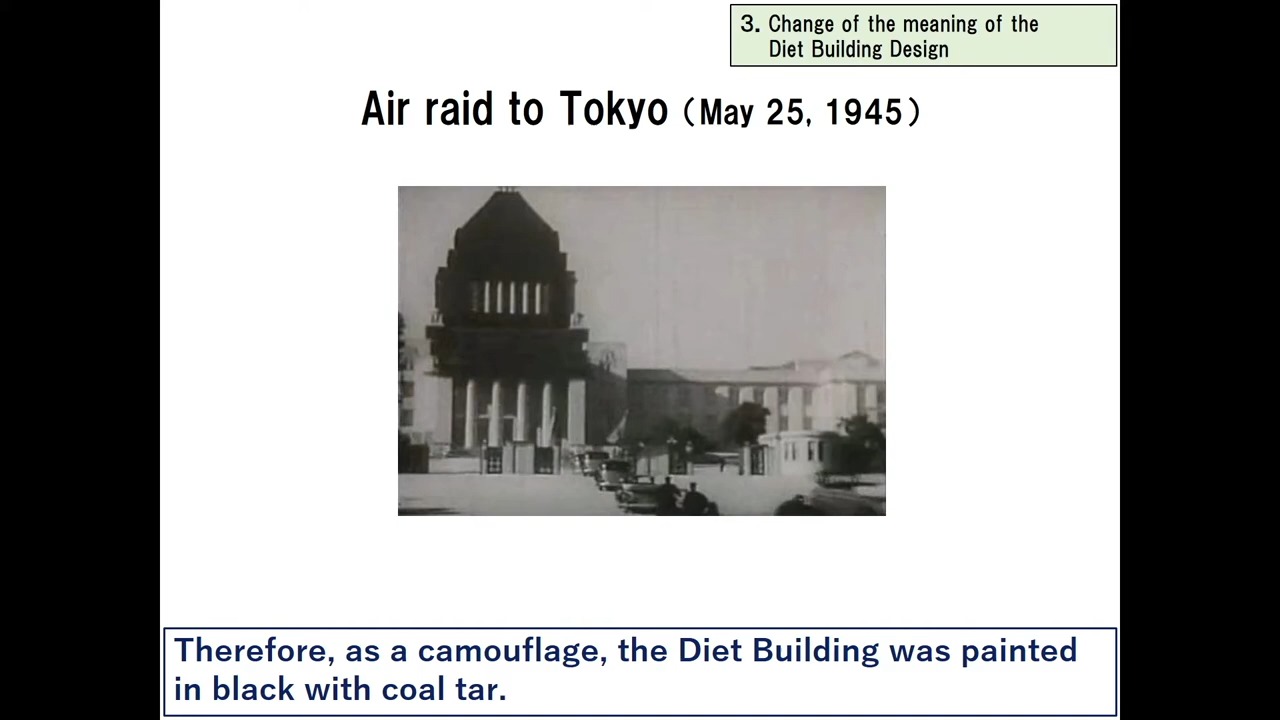 3. Change of the meaning of the
Diet Building Design
Air raid to Tokyo (May 25, 1945)
Therefore, as a camouflage, the Diet Building was painted
in black with coal tar.